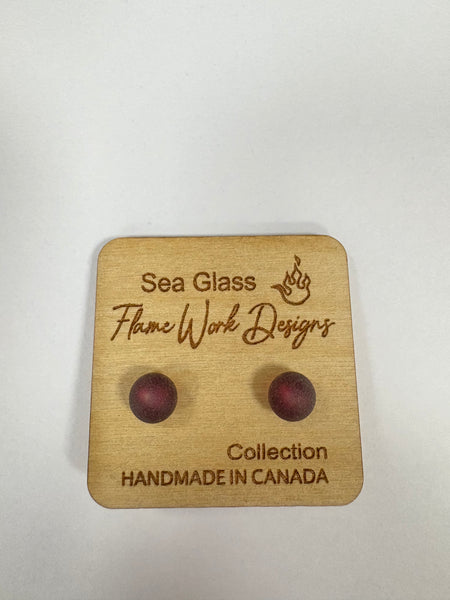 Sea Glass
Flame Work Designs
Collection
HANDMADE IN CANADA